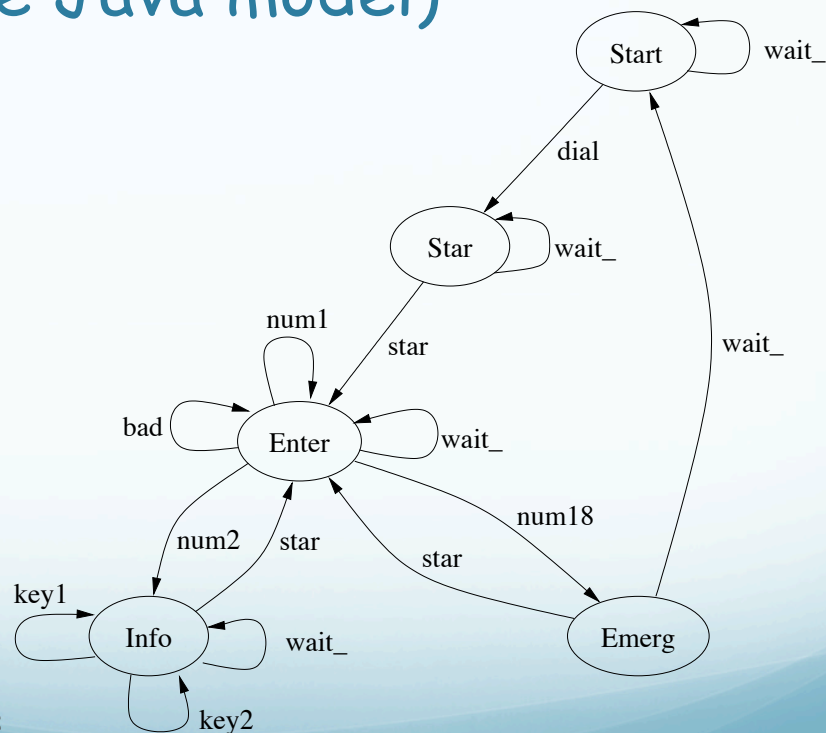 e Java model)
Start
wait_
dial
Star
wait_
star
wait_
num1
bad
Enter
wait_
num18
num2
star
star
key1
Info
wait_
Emerg
key2